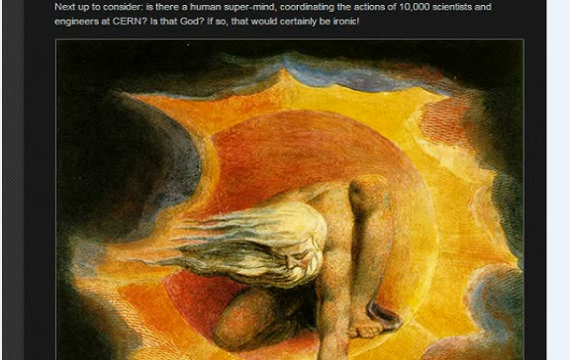 Next up to consider: is there a human super-mind, coordinating the actions of 10,000 scientists and
engineers at CERN? Is that God? If so, that would certainly be ironic!